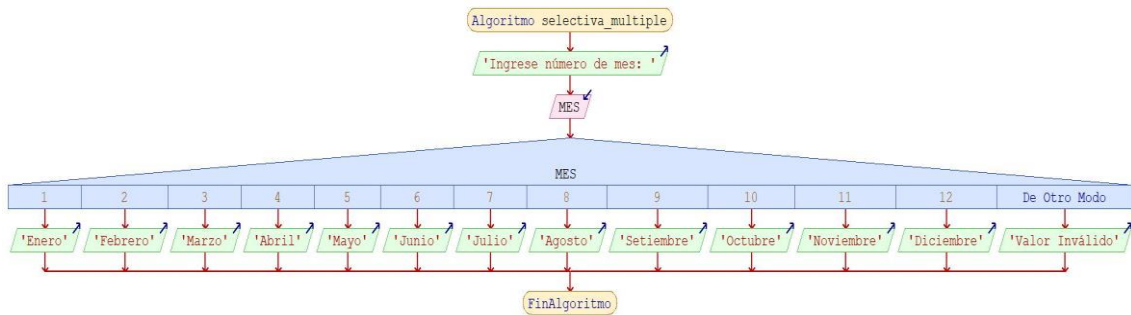 Algoritmo selectiva_multiple
'Ingrese número de mes: '
MES
MES
1 2 3 4 5 6 7 8 9 10 11 12 De Otro Modo
'Enero' 'Febrero' 'Marzo' 'Abril' 'Mayo' 'Junio' 'Julio' 'Agosto' 'Setiembre' 'Octubre' 'Noviembre' 'Diciembre' 'Valor Inválido'
FinAlgoritmo